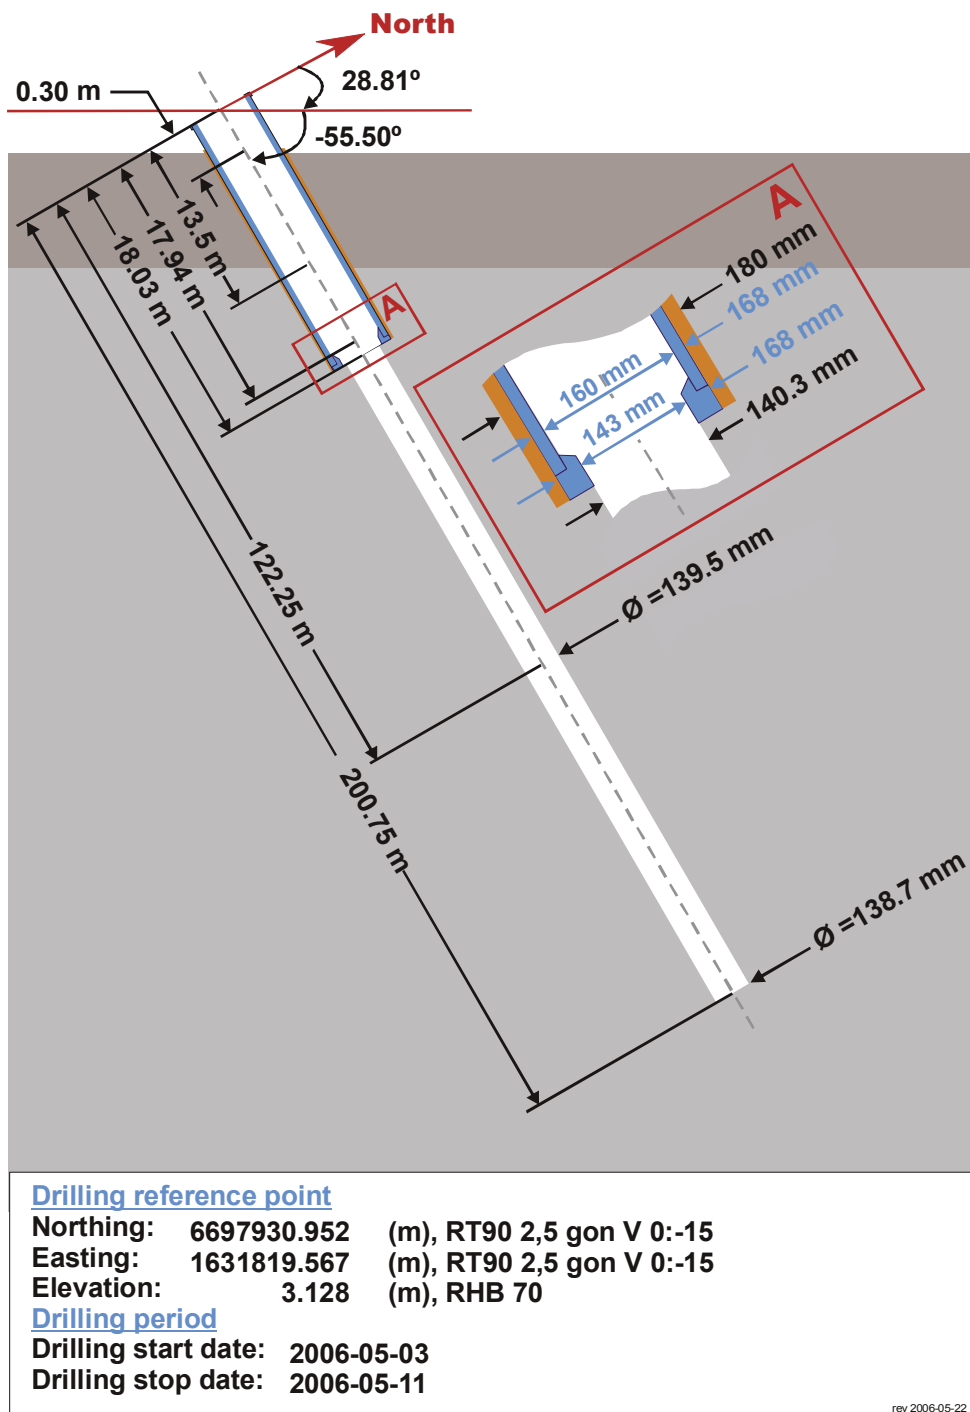 North
0.30 m
28.81º
-55.50º
13.5 m
17.94 m
18.03 m
A
A
180 mm
168 mm
168 mm
140.3 mm
160 mm
143 mm
122.25 m
Ø =139.5 mm
200.75 m
Ø =138.7 mm
Drilling reference point
Northing: 6697930.952 (m), RT90 2,5 gon V 0:-15
Easting: 1631819.567 (m), RT90 2,5 gon V 0:-15
Elevation: 3.128 (m), RHB 70
Drilling period
Drilling start date: 2006-05-03
Drilling stop date: 2006-05-11
rev 2006-05-22